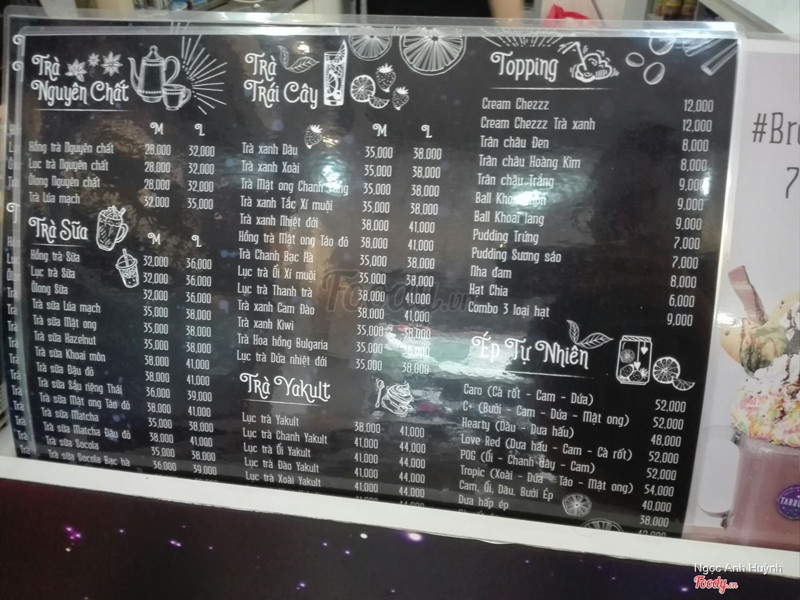 Trà
Nguyên Chất
M L
Hồng trà Nguyên chất 28,000 32,000
Lục trà Nguyên chất 28,000 32,000
Ôlong Nguyên chất 28,000 32,000
Trà Lúa mạch 32,000 35,000
Trà Sữa
M L
Hồng trà Sữa 32,000 36,000
Lục trà Sữa 32,000 36,000
Ôlong Sữa 32,000 36,000
Trà sữa Lúa mạch 35,000 38,000
Trà sữa Mật ong 35,000 38,000
Trà sữa Hazelnut 35,000 38,000
Trà sữa Khoai môn 35,000 38,000
Trà sữa Đậu đỏ 38,000 41,000
Trà sữa Sầu riêng Thái 36,000 39,000
Trà sữa Mật ong Táo đỏ 38,000 41,000
Trà sữa Matcha 35,000 38,000
Trà sữa Matcha Đậu đỏ 38,000 41,000
Trà sữa Socola 35,000 38,000
Trà sữa Socola Bạc hà 36,000 39,000
Trà
Trái Cây
M L
Trà xanh Dâu 35,000 38,000
Trà xanh Xoài 35,000 38,000
Trà Mật ong Chanh 35,000 38,000
Trà xanh Tắc Xí muội 35,000 38,000
Trà xanh Nhiệt đới 38,000 41,000
Hồng trà Mật ong Táo đỏ 38,000 41,000
Trà Chanh Bạc Hà 35,000 38,000
Lục trà Ổi Xí muội 35,000 38,000
Lục trà Thanh trà 38,000 41,000
Trà xanh Cam Đào 38,000 41,000
Trà xanh Kiwi 35,000 38,000
Trà Hoa hồng Bulgaria 35,000 38,000
Lục trà Dứa nhiệt đới 35,000 38,000
Trà Yakult
Lục trà Yakult 38,000 41,000
Lục trà Chanh Yakult 41,000 44,000
Lục trà Ổi Yakult 41,000 44,000
Lục trà Đào Yakult 41,000 44,000
Lục trà Xoài Yakult 41,000 44,000
Topping
Cream Chezzz 12,000
Cream Chezzz Trà xanh 12,000
Trân châu Đen 8,000
Trân châu Hoàng Kim 8,000
Trân châu Trắng 9,000
Ball 9,000
Ball Khoai lang 9,000
Pudding Trứng 7,000
Pudding Sương sáo 7,000
Nha đam 8,000
Hạt Chia 6,000
Combo 3 loại hạt 9,000
Ép Tự Nhiên
Caro (Cà rốt - Cam - Dứa) 52,000
C+ (Bưởi - Cam - Dứa - Mật ong) 52,000
Hearty (Dâu - Dưa hấu) 48,000
Love Red (Dưa hấu - Cam - Cà rốt) 52,000
POG (Ổi - Chanh dây - Cam) 52,000
Tropic (Xoài - Dứa - Táo - Mật ong) 54,000
Cam, Ổi, Dâu, Bưởi Ép 40,000
Dưa hấu ép 38,000
#Br
7
Foody.vn
Ngọc Anh Huỳnh
Foody.vn